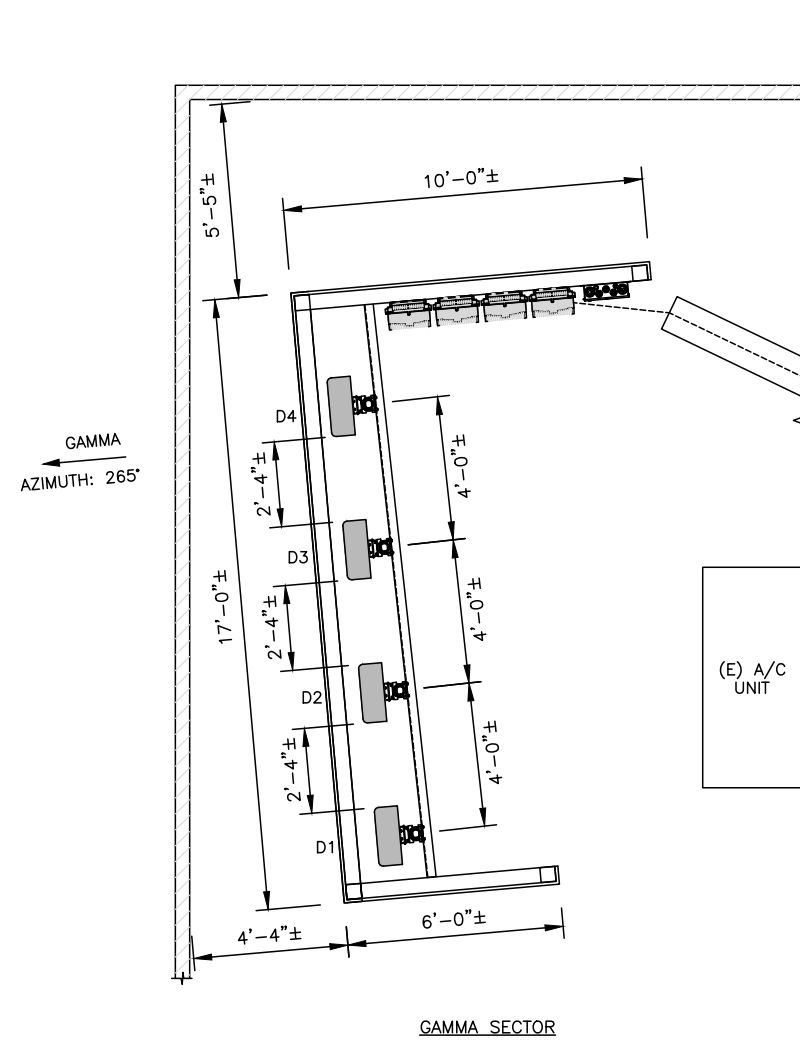 5'-5"±
10'-0"±
D4
4'-0"±
GAMMA
AZIMUTH: 265°
2'-4"±
D3
17'-0"±
4'-0"±
2'-4"±
(E) A/C
UNIT
D2
4'-0"±
2'-4"±
D1
4'-4"±
6'-0"±
GAMMA SECTOR